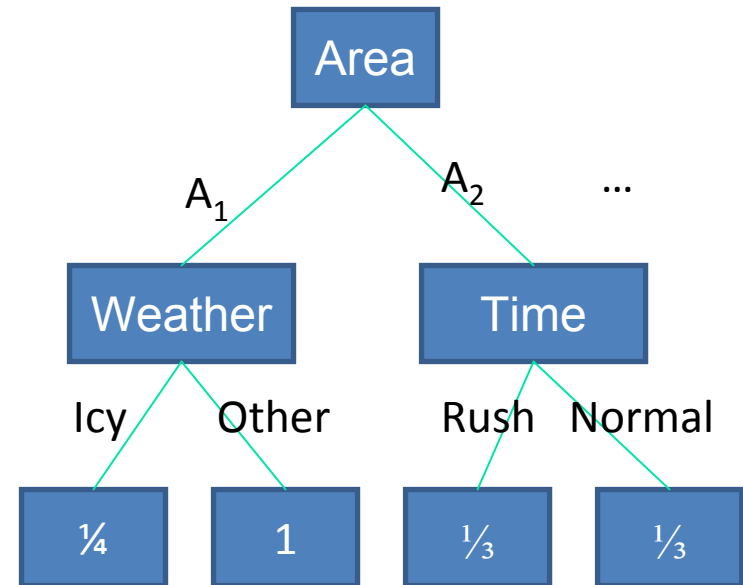 Area
A₁
A₂
...
Weather
Time
Icy
Other
Rush
Normal
¼
1
⅓
⅓